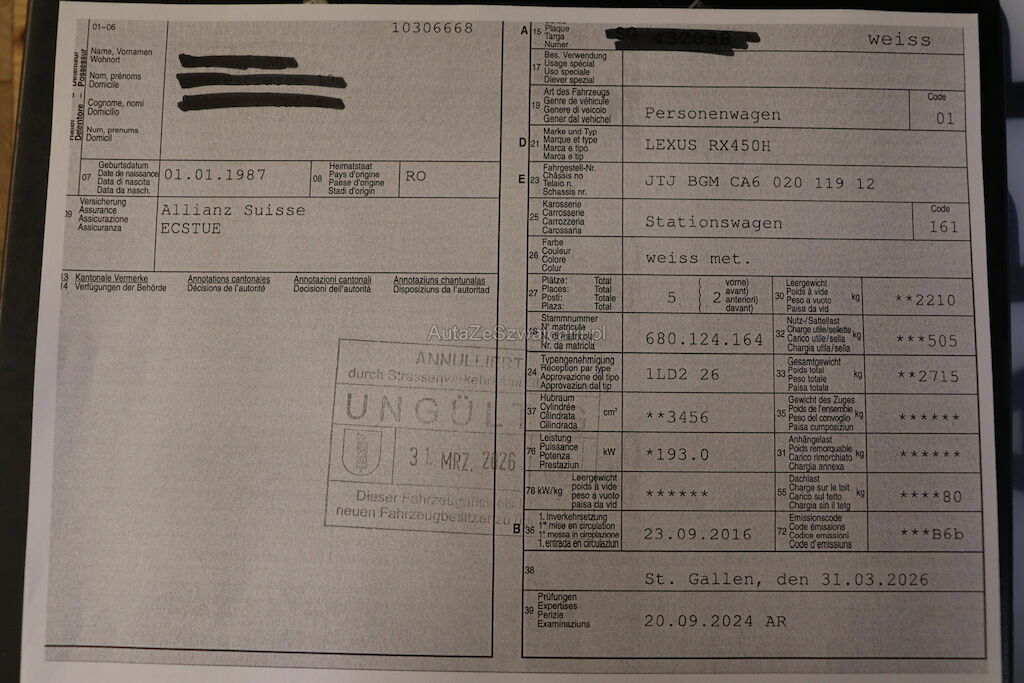 01-06
10306668
Name, Vornamen
Wohnort
Nom, prénoms
Domicile
Cognome, nomi
Domicilio
Num, prenums
Domicil
Détenteur – Possessur
Detentore –
07
Geburtsdatum
Date de naissance
Data di nascita
Data da nasch.
01.01.1987
08
Heimatstaat
Pays d'origine
Paese d'origine
Stadi d'origin
RO
09
Versicherung
Assurance
Assicurazione
Assicuranza
Allianz Suisse
ECSTUE
13
14
Kantonale Vermerke
Verfügungen der Behörde
Annotations cantonales
Décisions de l'autorité
Annotazioni cantonali
Decisioni dell'autorità
Annotaziuns chantunalas
Disposiziuns da l'autoritad
ANNULLIERT
durch Strassenverkehrsamt
UNGÜLTIG
31. MRZ. 2026
Dieser Fahrzeugausweis
neuen Fahrzeugbesitzer zu
A 15
Plaque
Targa
Numer
SG 432038
weiss
17
Bes. Verwendung
Usage spécial
Uso speciale
Diever spezial
19
Art des Fahrzeugs
Genre de véhicule
Genere di veicolo
Gener dal vehichel
Personenwagen
Code
01
D 21
Marke und Typ
Marque et type
Marca e tipo
Marca e tip
LEXUS RX450H
E 23
Fahrgestell-Nr.
Châssis no
Telaio n.
Schassis nr.
JTJ BGM CA6 020 119 12
25
Karosserie
Carrosserie
Carrozzeria
Carossaria
Stationswagen
Code
161
26
Farbe
Couleur
Colore
Colur
weiss met.
27
Plätze: Total
Places: Total
Posti: Totale
Plazs: Total
5
( 2
vorne)
avant)
anteriori)
davant)
30
Leergewicht
Poids à vide
Peso a vuoto
Paisa da vid
kg
**2210
Stammnummer
N° matricule
Nr. da matricla
680.124.164
32
Nutz-/Sattellast
Charge utile/sellette
Carico utile/sella
Chargia utila/sella
kg
***505
24
Typengenehmigung
Réception par type
Approvazione del tipo
Approvaziun dal tip
1LD2 26
33
Gesamtgewicht
Poids total
Peso totale
Paisa totala
kg
**2715
37
Hubraum
Cylindrée
Cilindrata
Cilindrada
cm³
**3456
35
Gewicht des Zuges
Poids de l'ensemble
Peso del convoglio
Paisa cumposiziun
kg
******
76
Leistung
Puissance
Potenza
Prestaziun
kW
*193.0
31
Anhängelast
Poids remorquable
Carico rimorchiato
Chargia annexa
kg
******
78 kW/kg
Leergewicht
poids à vide
peso a vuoto
paisa da vid
******
55
Dachlast
Charge sur le toit
Carico sul tetto
Chargia sin il tetg
kg
****80
B 36
1. Inverkehrsetzung
1re mise en circulation
1a messa in circolazione
1. entrada en circulaziun
23.09.2016
72
Emissionscode
Code émissions
Codice emissioni
Code d'emissiuns
***B6b
38
St. Gallen, den 31.03.2026
39
Prüfungen
Expertises
Perizie
Examinaziuns
20.09.2024 AR
AutaZeSzwajcarii.pl